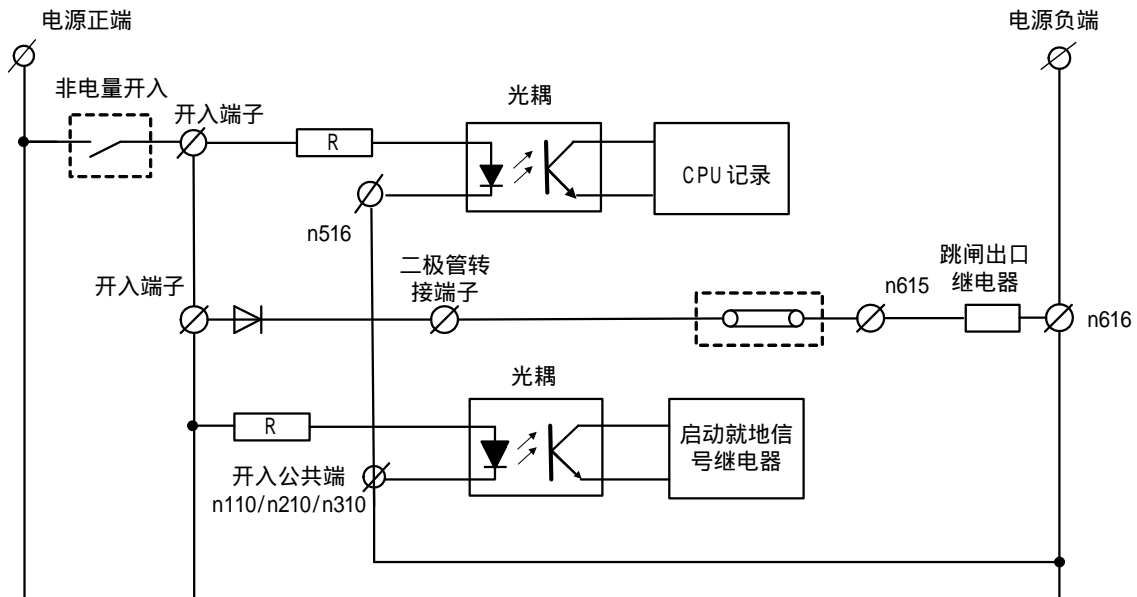 电源正端
电源负端
非电量开入
开入端子
光耦
R
CPU记录
n516
开入端子
二极管转
接端子
跳闸出口
继电器
n615
n616
光耦
R
启动就地信
号继电器
开入公共端
n110/n210/n310